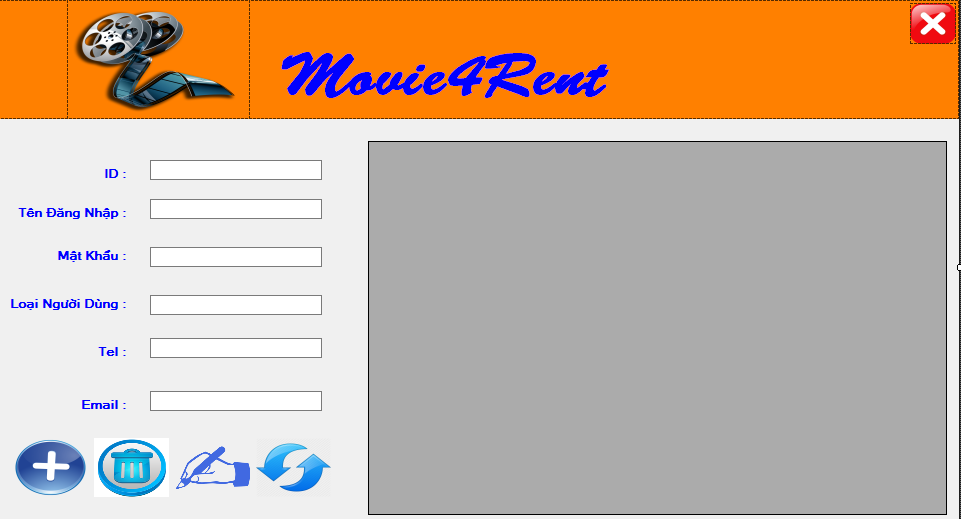 Movie4Rent
ID :
Tên Đăng Nhập :
Mật Khẩu :
Loại Người Dùng :
Tel :
Email :